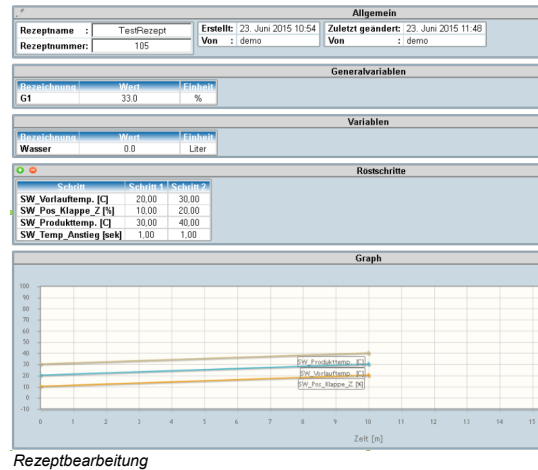 Allgemein
Rezeptname : TestRezept Erstellt: 23. Juni 2015 10:54 Zuletzt geändert: 23. Juni 2015 11:48
Rezeptnummer: 105 Von : demo Von : demo
Generalvariablen
Bezeichnung Wert Einheit
G1 33.0 %
Variablen
Bezeichnung Wert Einheit
Wasser 0.0 Liter
Röstschritte
Schritt Schritt 1 Schritt 2
SW_Vorlauftemp. [C] 20,00 30,00
SW_Pos_Klappe_Z [%] 10,00 20,00
SW_Produkttemp. [C] 30,00 40,00
SW_Temp_Anstieg [sek] 1,00 1,00
Graph
100
90
80
70
60
50
40
30
20
10
0
-10
SW_Produkttemp. [C]
SW_Vorlauftemp. [C]
SW_Pos_Klappe_Z [%]
0 1 2 3 4 5 6 7 8 9 10 11 12 13 14 15
Zeit [m]
Rezeptbearbeitung